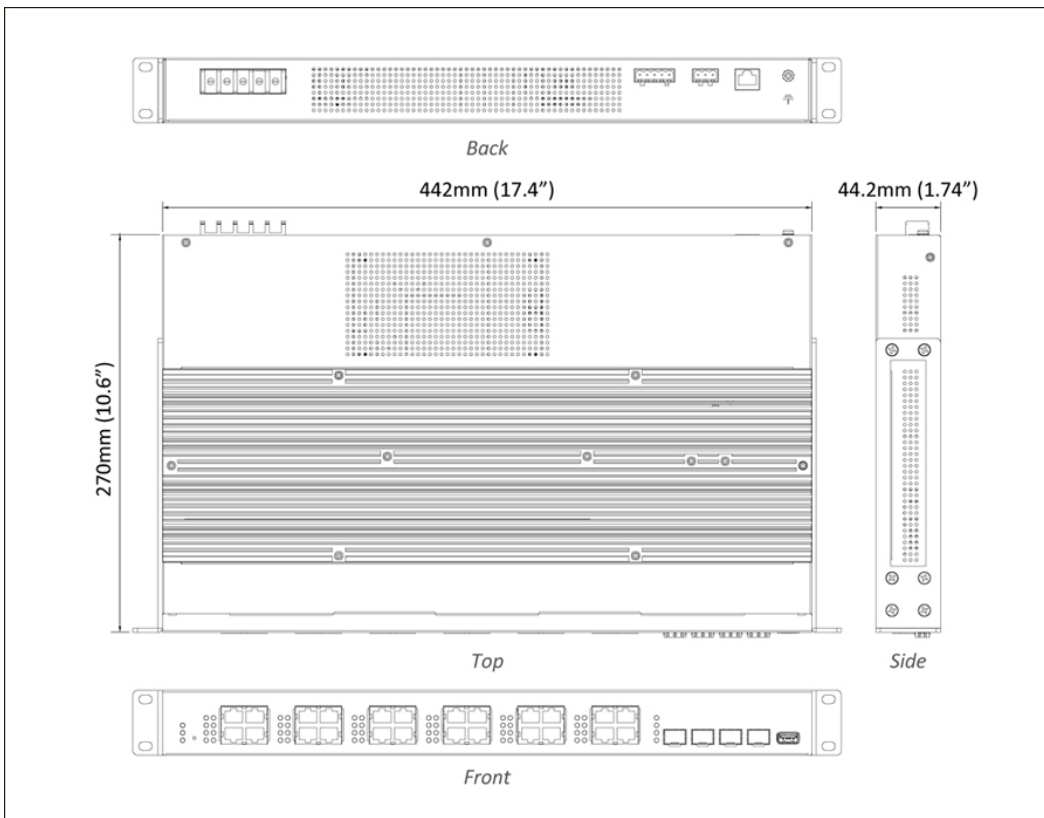 Back
442mm (17.4”)
44.2mm (1.74”)
270mm (10.6”)
Top
Side
Front